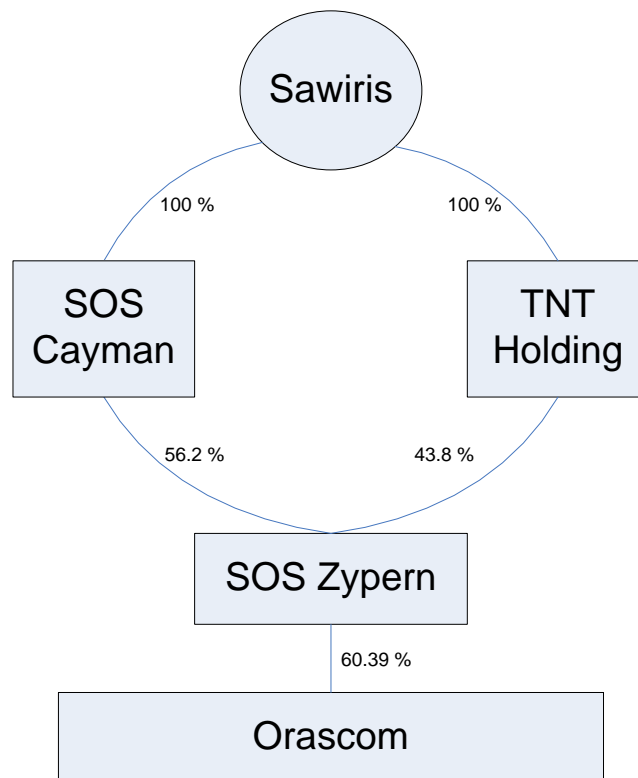 Sawiris
100 %
100 %
SOS
Cayman
TNT
Holding
56.2 %
43.8 %
SOS Zypern
60.39 %
Orascom